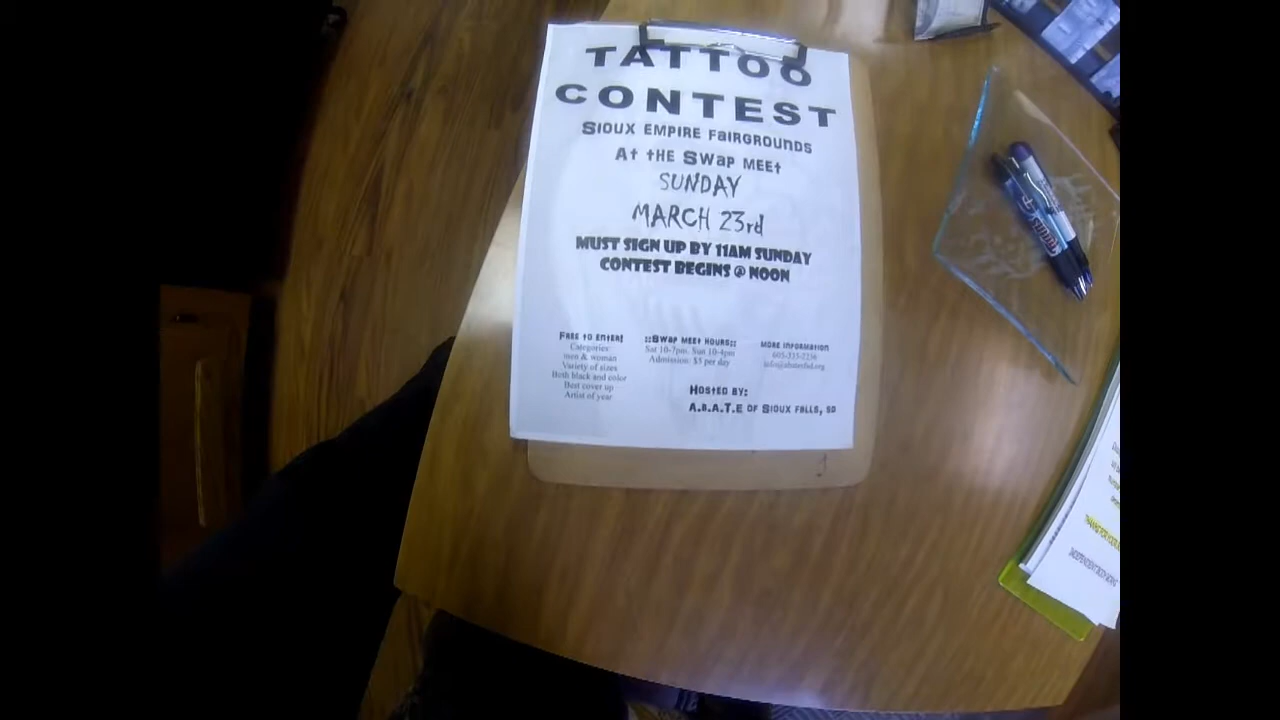 TATTOO
CONTEST
SIOUX EMPIRE FAIRGROUNDS
At tHE SWAP MEEt
SUNDAY
MARCH 23rd
MUST SIGN UP BY 11AM SUNDAY
CONTEST BEGINS @ NOON
FREE TO ENTER!
Categories:
men & woman
Variety of sizes
Both black and color
Best cover up
Artist of year
::SWAP MEET HOURS::
Sat 10-7pm, Sun 10-4pm
Admission: $5 per day
MORE INFORMATION
HOSTED BY:
A.B.A.T.E OF SIOUX FALLS, SD